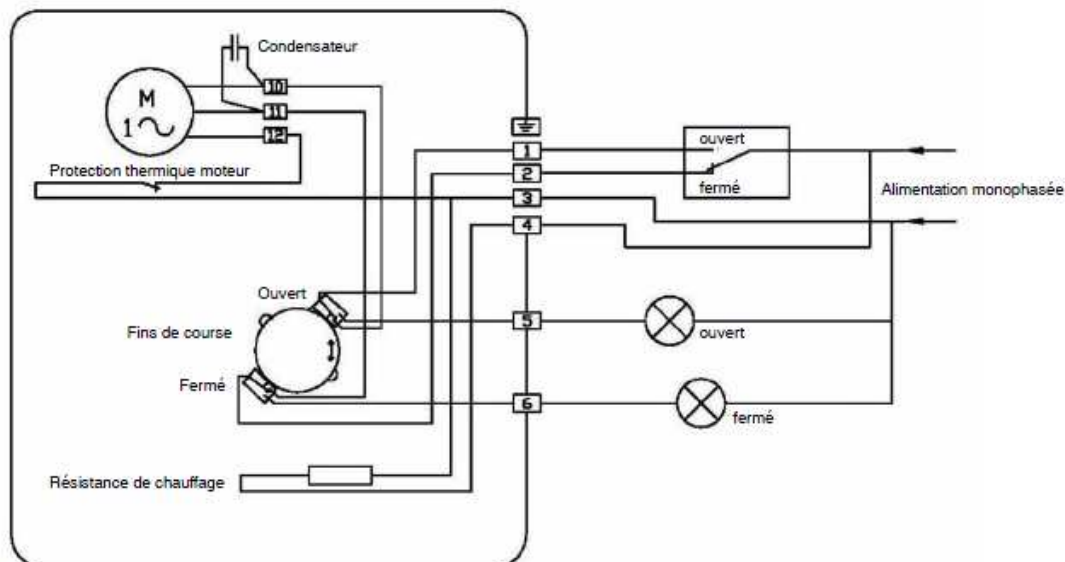 Condensateur
10
11
12
M
1
Protection thermique moteur
1
2
3
4
ouvert
fermé
Alimentation monophasée
Ouvert
Fins de course
Fermé
5
ouvert
6
fermé
Résistance de chauffage